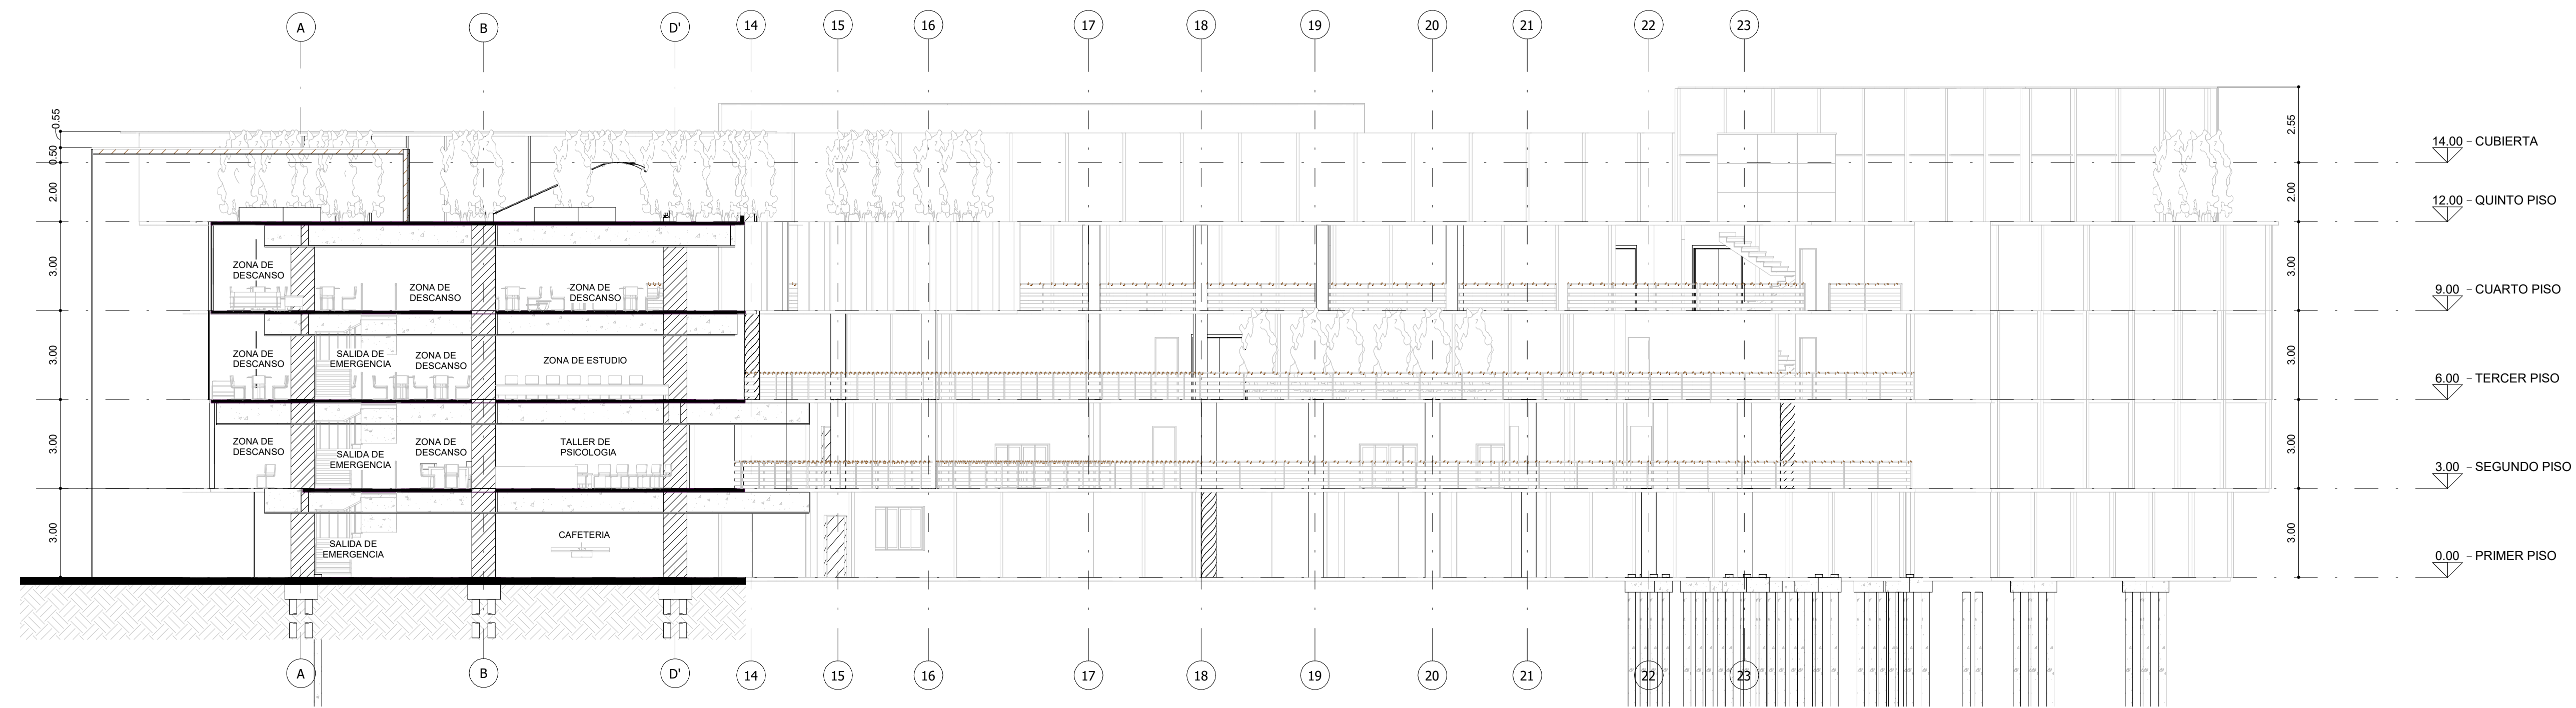 A B D' 14 15 16 17 18 19 20 21 22 23
0.55
0.50
2.00
3.00
3.00
3.00
3.00
2.55
2.00
3.00
3.00
3.00
3.00
14.00 - CUBIERTA
12.00 - QUINTO PISO
9.00 - CUARTO PISO
6.00 - TERCER PISO
3.00 - SEGUNDO PISO
0.00 - PRIMER PISO
ZONA DE
DESCANSO
ZONA DE
DESCANSO
ZONA DE
DESCANSO
ZONA DE
DESCANSO
SALIDA DE
EMERGENCIA
ZONA DE
DESCANSO
ZONA DE ESTUDIO
ZONA DE
DESCANSO
SALIDA DE
EMERGENCIA
ZONA DE
DESCANSO
TALLER DE
PSICOLOGIA
SALIDA DE
EMERGENCIA
CAFETERIA
A B D' 14 15 16 17 18 19 20 21 22 23